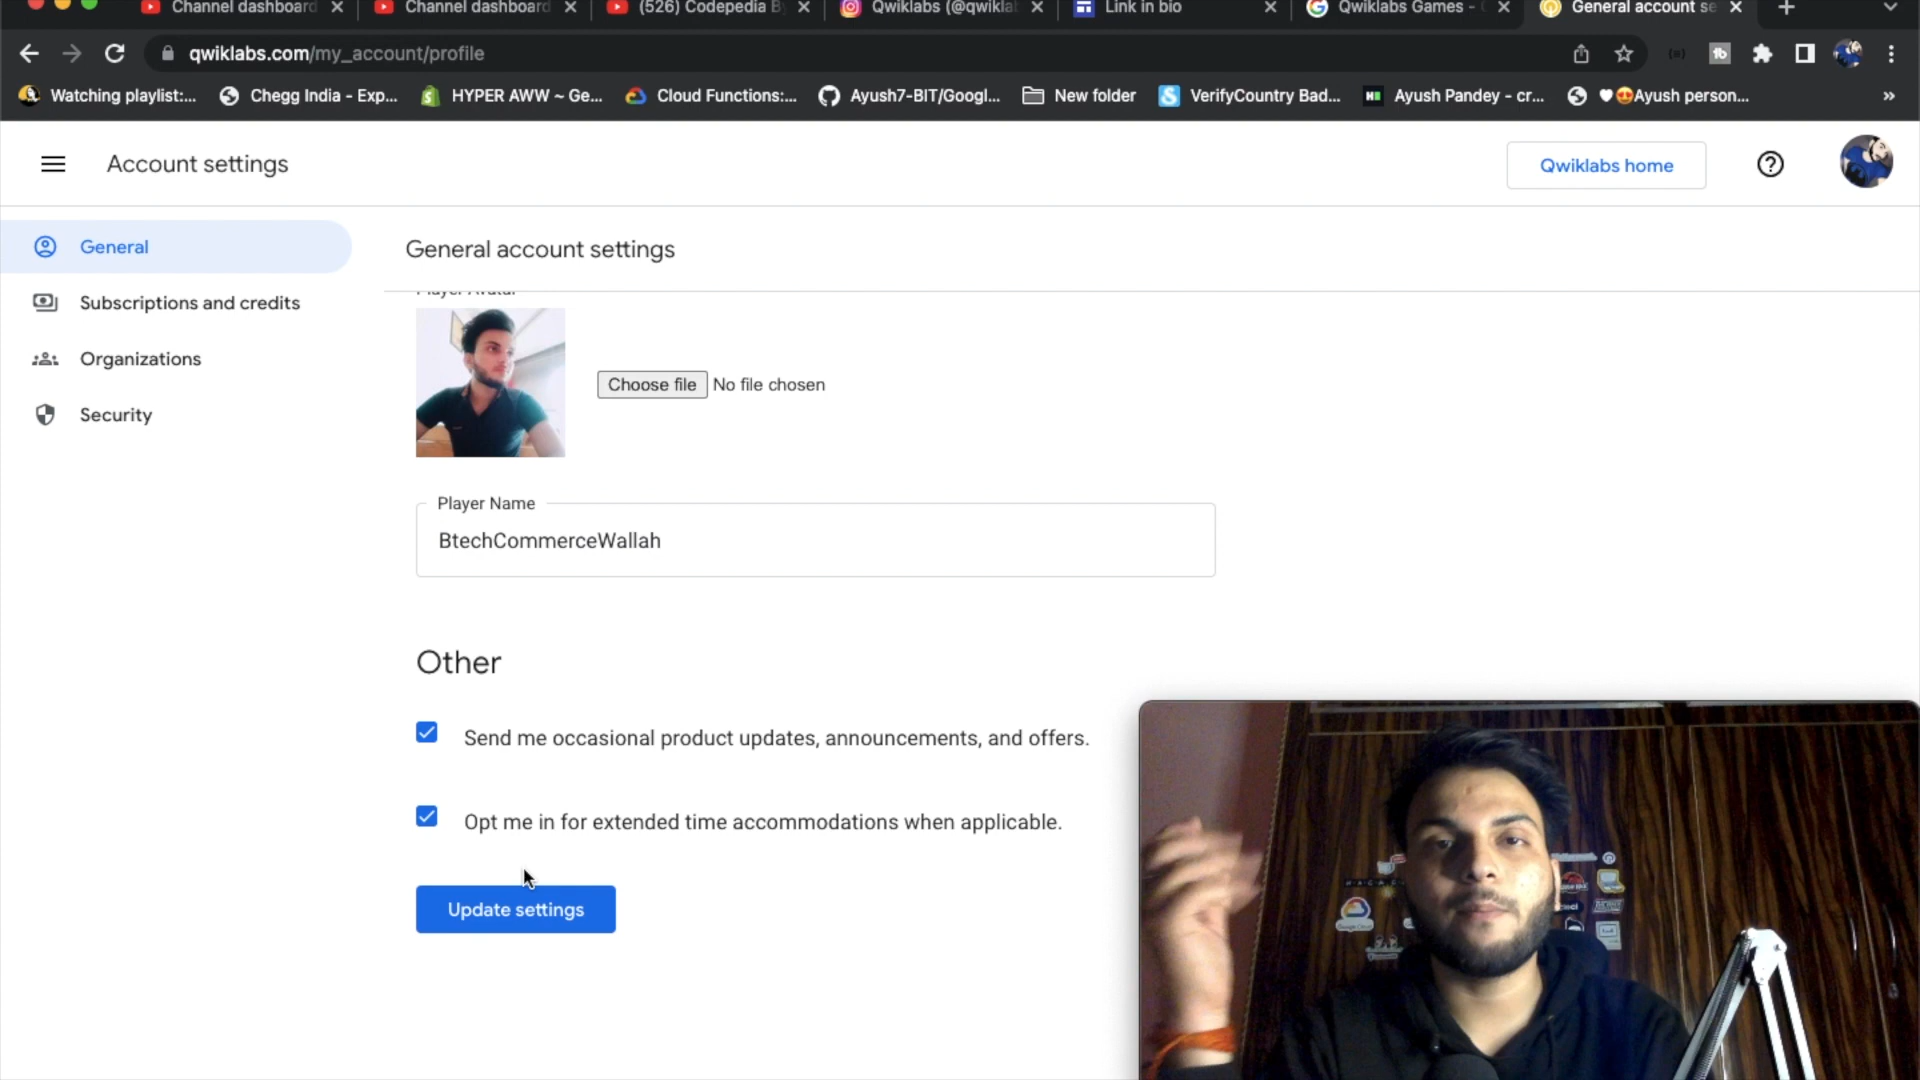 Channel dashboard
Channel dashboard
(526) Codepedia B
Qwiklabs (@qwikla
Link in bio
Qwiklabs Games -
General account se
qwiklabs.com/my_account/profile
Watching playlist:...
Chegg India - Exp...
HYPER AWW ~ Ge...
Cloud Functions:...
Ayush7-BIT/Googl...
New folder
VerifyCountry Bad...
Ayush Pandey - cr...
Ayush person...
Account settings
Qwiklabs home
General
Subscriptions and credits
Organizations
Security
General account settings
Player Avatar
Choose file No file chosen
Player Name
BtechCommerceWallah
Other
Send me occasional product updates, announcements, and offers.
Opt me in for extended time accommodations when applicable.
Update settings